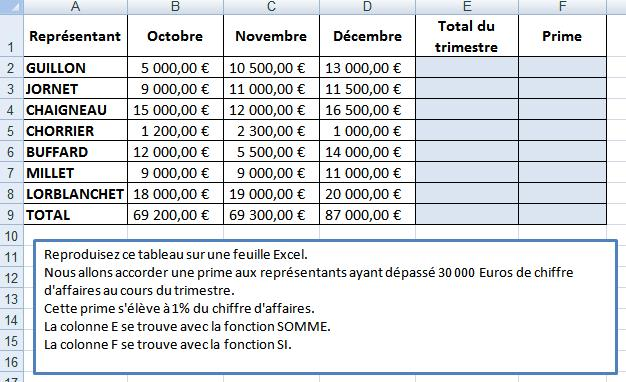 A B C D E F
1 Représentant Octobre Novembre Décembre Total du trimestre Prime
2 GUILLON 5 000,00 € 10 500,00 € 13 000,00 €
3 JORNET 9 000,00 € 11 000,00 € 11 500,00 €
4 CHAIGNEAU 15 000,00 € 12 000,00 € 16 500,00 €
5 CHORRIER 1 200,00 € 2 300,00 € 1 000,00 €
6 BUFFARD 12 000,00 € 5 500,00 € 14 000,00 €
7 MILLET 9 000,00 € 9 000,00 € 11 000,00 €
8 LORBLANCHET 18 000,00 € 19 000,00 € 20 000,00 €
9 TOTAL 69 200,00 € 69 300,00 € 87 000,00 €
10
11 Reproduisez ce tableau sur une feuille Excel.
12 Nous allons accorder une prime aux représentants ayant dépassé 30 000 Euros de chiffre
13 d'affaires au cours du trimestre.
14 Cette prime s'élève à 1% du chiffre d'affaires.
La colonne E se trouve avec la fonction SOMME.
15 La colonne F se trouve avec la fonction SI.
16